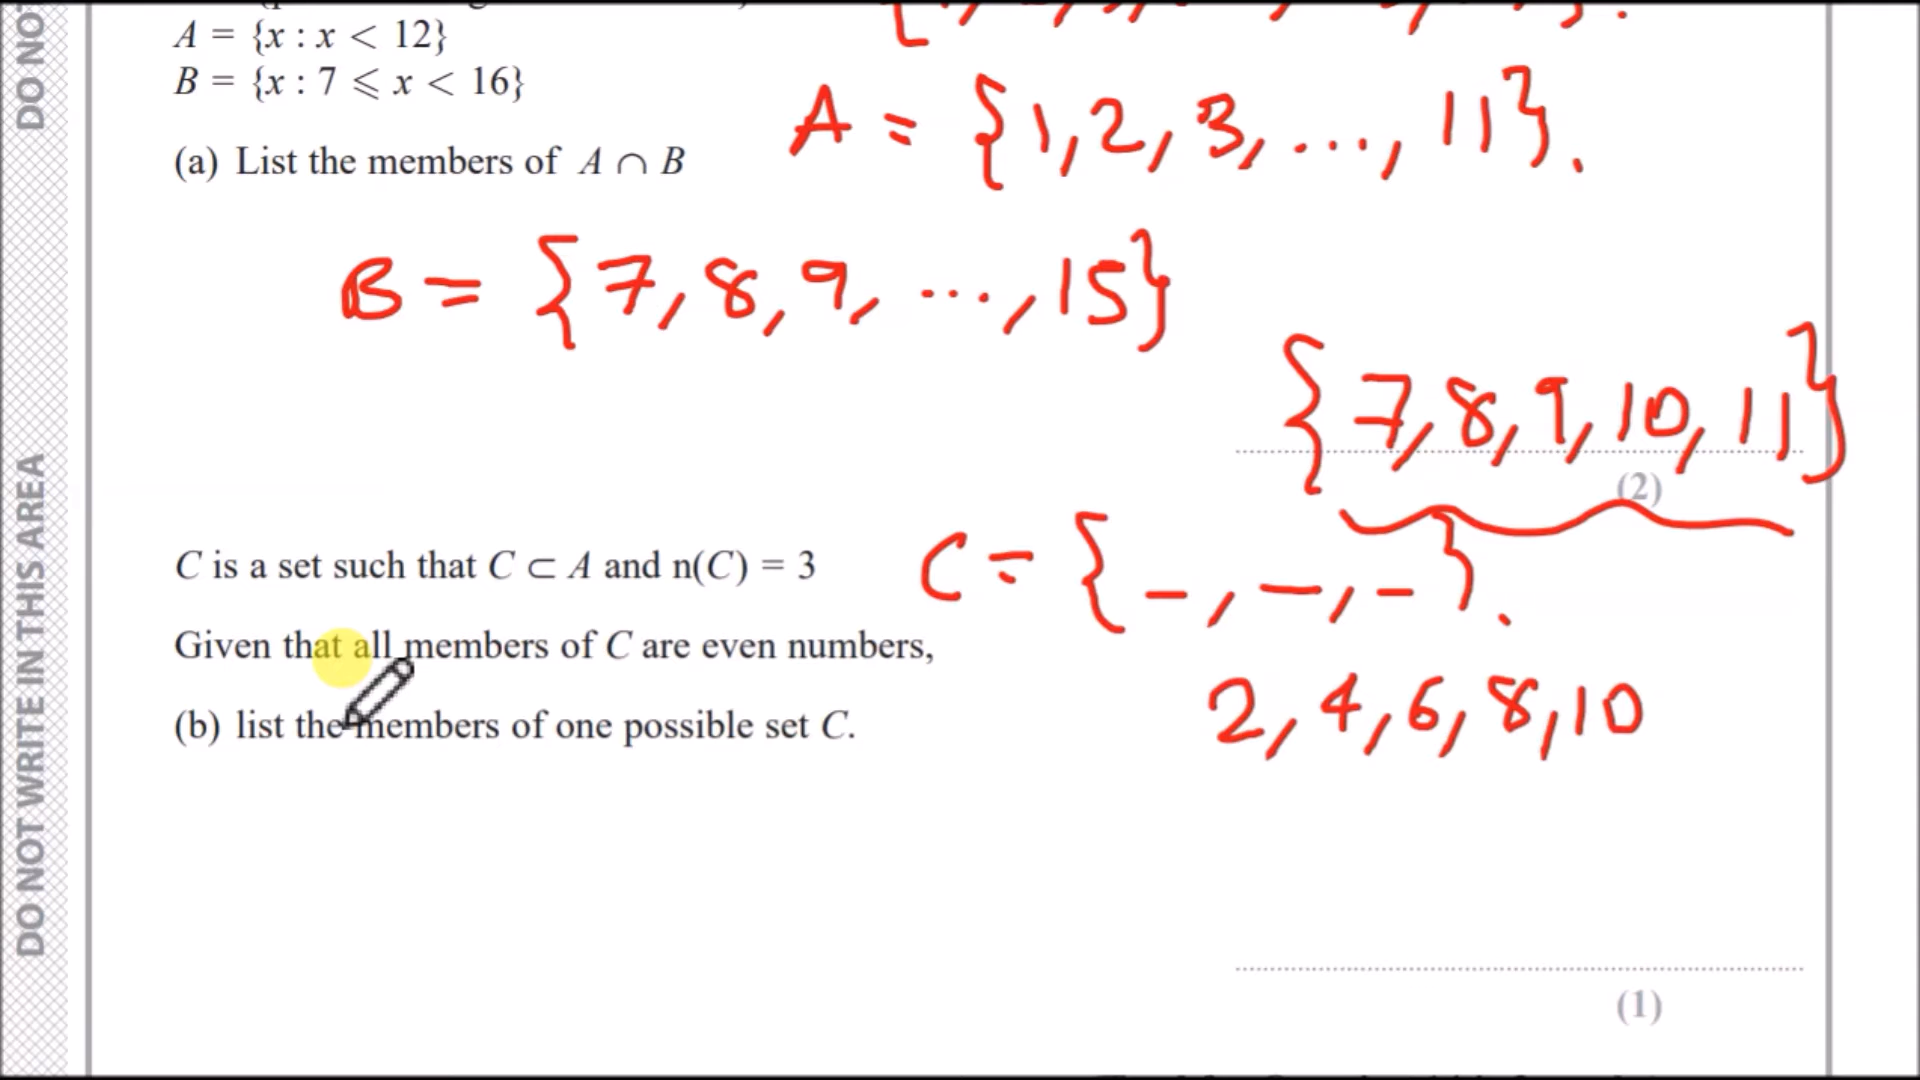 A = {x : x < 12}
B = {x : 7 ⩽ x < 16}
A = {1, 2, 3, ..., 11}.
(a) List the members of A ∩ B
B = {7, 8, 9, ..., 15}
{7, 8, 9, 10, 11}
(2)
C is a set such that C ⊂ A and n(C) = 3
C = {–, –, –}.
Given that all members of C are even numbers,
2, 4, 6, 8, 10
(b) list the members of one possible set C.
(1)
DO NOT WRITE IN THIS AREA
DO NO